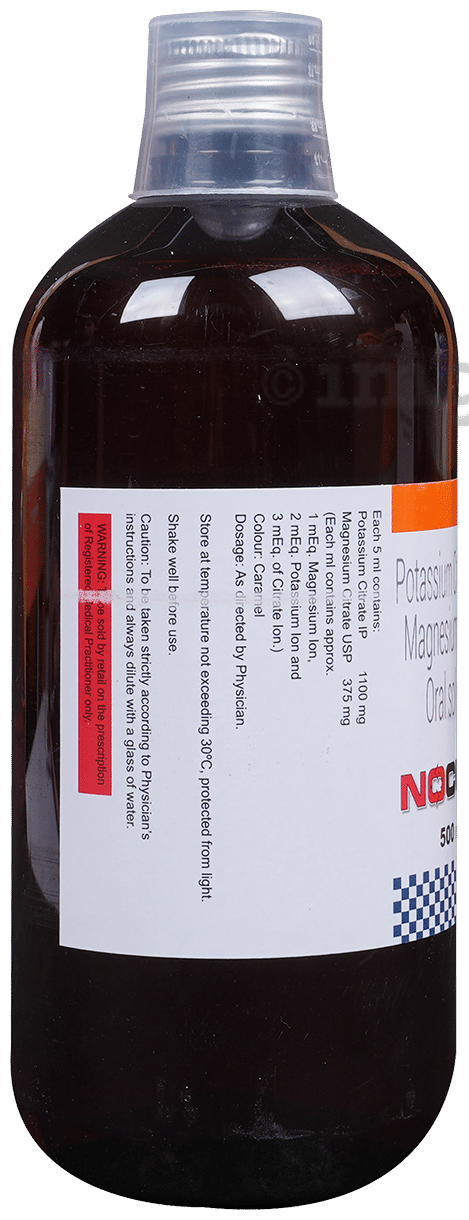 Each 5 ml contains:
Potassium Citrate IP 1100 mg
Magnesium Citrate USP 375 mg
(Each ml contains approx.
1 mEq. Magnesium Ion,
2 mEq. Potassium Ion and
3 mEq. of Citrate Ion.)
Colour: Caramel
Dosage: As directed by Physician.
Store at temperature not exceeding 30°C, protected from light.
Shake well before use.
Caution: To be taken strictly according to Physician's
instructions and always dilute with a glass of water.
WARNING: To be sold by retail on the prescription
of Registered Medical Practitioner only.
Potassium
Magnesium
Oral
NOC
500